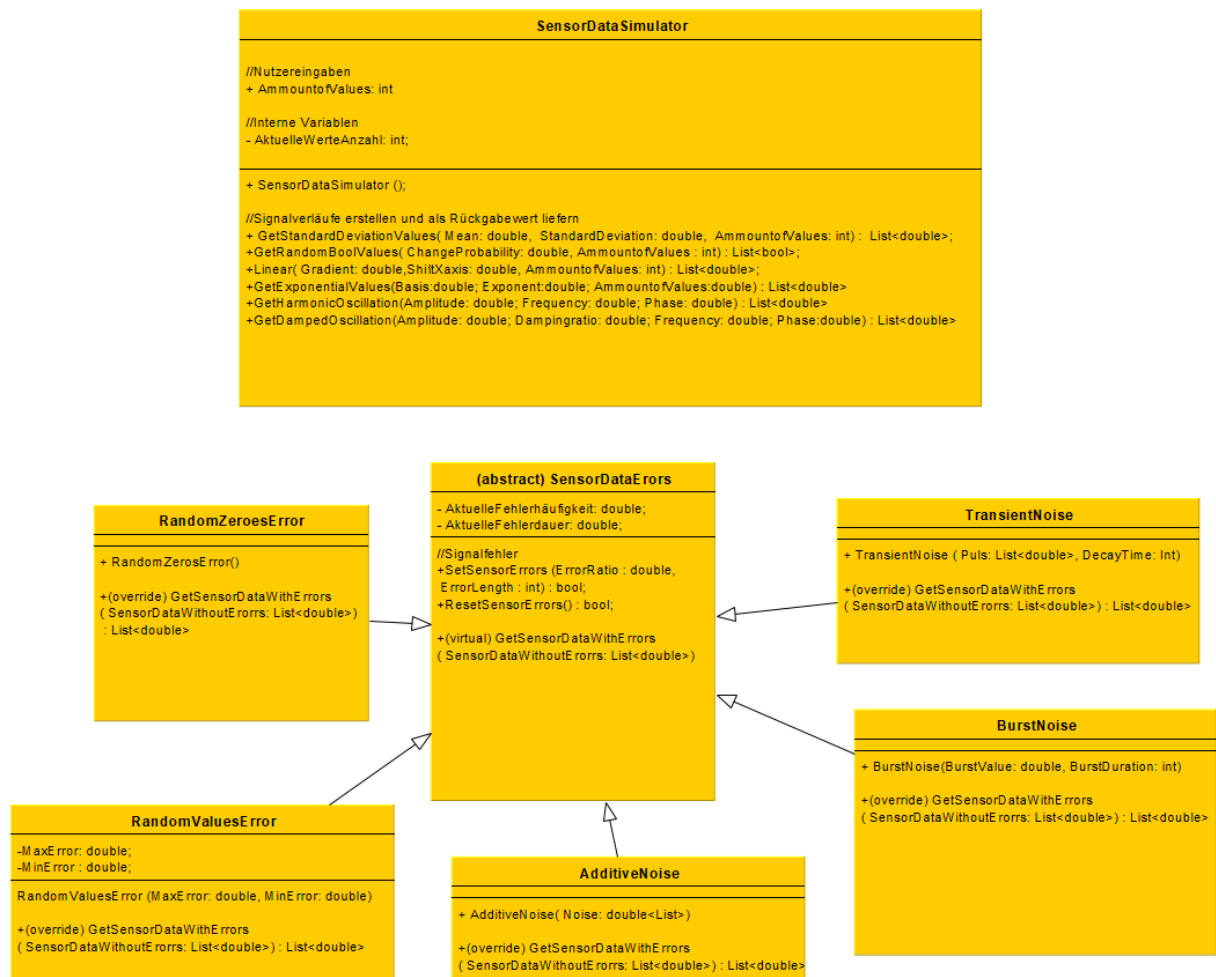 SensorDataSimulator
//Nutzereingaben
+ AmmountofValues: int
//Interne Variablen
- AktuelleWerteAnzahl: int;
+ SensorDataSimulator ();
//Signalverläufe erstellen und als Rückgabewert liefern
+ GetStandardDeviationValues( Mean: double, StandardDeviation: double, AmmountofValues: int) : List<double>;
+GetRandomBoolValues( ChangeProbability: double, AmmountofValues : int) : List<bool>;
+Linear( Gradient: double,ShiftXaxis: double, AmmountofValues: int) : List<double>;
+GetExponentialValues(Basis:double; Exponent:double; AmmountofValues:double) : List<double>
+GetHarmonicOscillation(Amplitude: double; Frequency: double; Phase: double) : List<double>
+GetDampedOscillation(Amplitude: double; Dampingratio: double; Frequency: double; Phase:double) : List<double>
(abstract) SensorDataErors
- AktuelleFehlerhäufigkeit: double;
- AktuelleFehlerdauer: double;
//Signalfehler
+SetSensorErrors (ErrorRatio : double,
ErrorLength : int) : bool;
+ResetSensorErrors() : bool;
+(virtual) GetSensorDataWithErrors
( SensorDataWithoutErorrs: List<double>)
RandomZeroesError
+ RandomZerosError()
+(override) GetSensorDataWithErrors
( SensorDataWithoutErorrs: List<double>)
: List<double>
TransientNoise
+ TransientNoise ( Puls: List<double>, DecayTime: Int)
+(override) GetSensorDataWithErrors
( SensorDataWithoutErorrs: List<double>) : List<double>
BurstNoise
+ BurstNoise(BurstValue: double, BurstDuration: int)
+(override) GetSensorDataWithErrors
( SensorDataWithoutErorrs: List<double>) : List<double>
RandomValuesError
-MaxError: double;
-MinError : double;
RandomValuesError (MaxError: double, MinError: double)
+(override) GetSensorDataWithErrors
( SensorDataWithoutErorrs: List<double>) : List<double>
AdditiveNoise
+ AdditiveNoise( Noise: double<List>)
+(override) GetSensorDataWithErrors
( SensorDataWithoutErorrs: List<double>) : List<double>